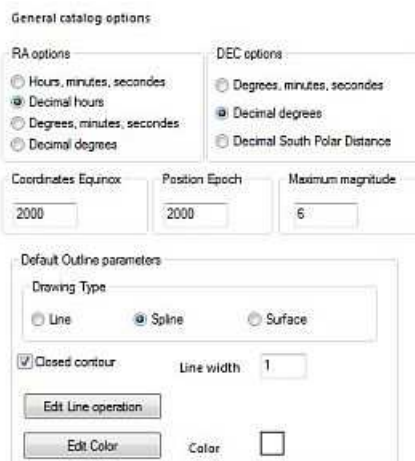 General catalog options
RA options
Hours, minutes, secondes
Decimal hours
Degrees, minutes, secondes
Decimal degrees
DEC options
Degrees, minutes, secondes
Decimal degrees
Decimal South Polar Distance
Coordinates Equinox
2000
Position Epoch
2000
Maximum magnitude
6
Default Outline parameters
Drawing Type
Line
Spline
Surface
Closed contour
Line width
1
Edit Line operation
Edit Color
Color